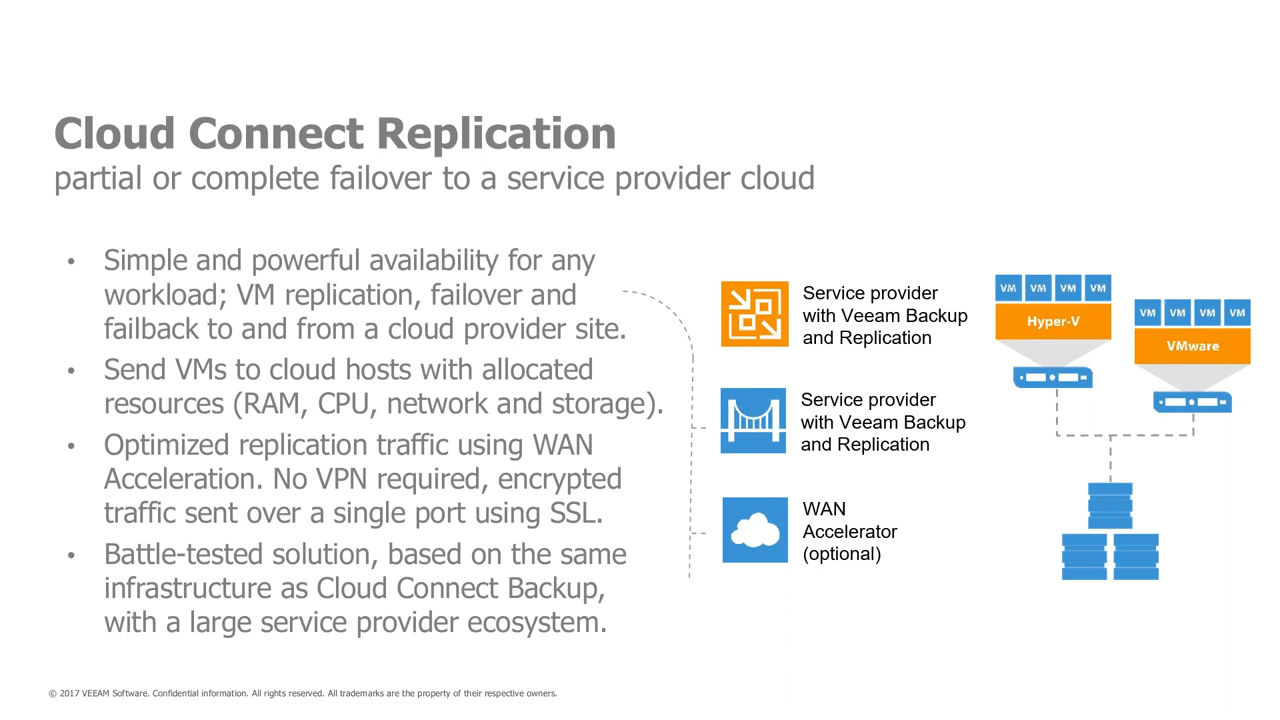 Cloud Connect Replication
partial or complete failover to a service provider cloud
• Simple and powerful availability for any
workload; VM replication, failover and
failback to and from a cloud provider site.
• Send VMs to cloud hosts with allocated
resources (RAM, CPU, network and storage).
• Optimized replication traffic using WAN
Acceleration. No VPN required, encrypted
traffic sent over a single port using SSL.
• Battle-tested solution, based on the same
infrastructure as Cloud Connect Backup,
with a large service provider ecosystem.
Service provider
with Veeam Backup
and Replication
Service provider
with Veeam Backup
and Replication
WAN
Accelerator
(optional)
VM VM VM VM
Hyper-V
VM VM VM VM
VMware
© 2017 VEEAM Software. Confidential information. All rights reserved. All trademarks are the property of their respective owners.